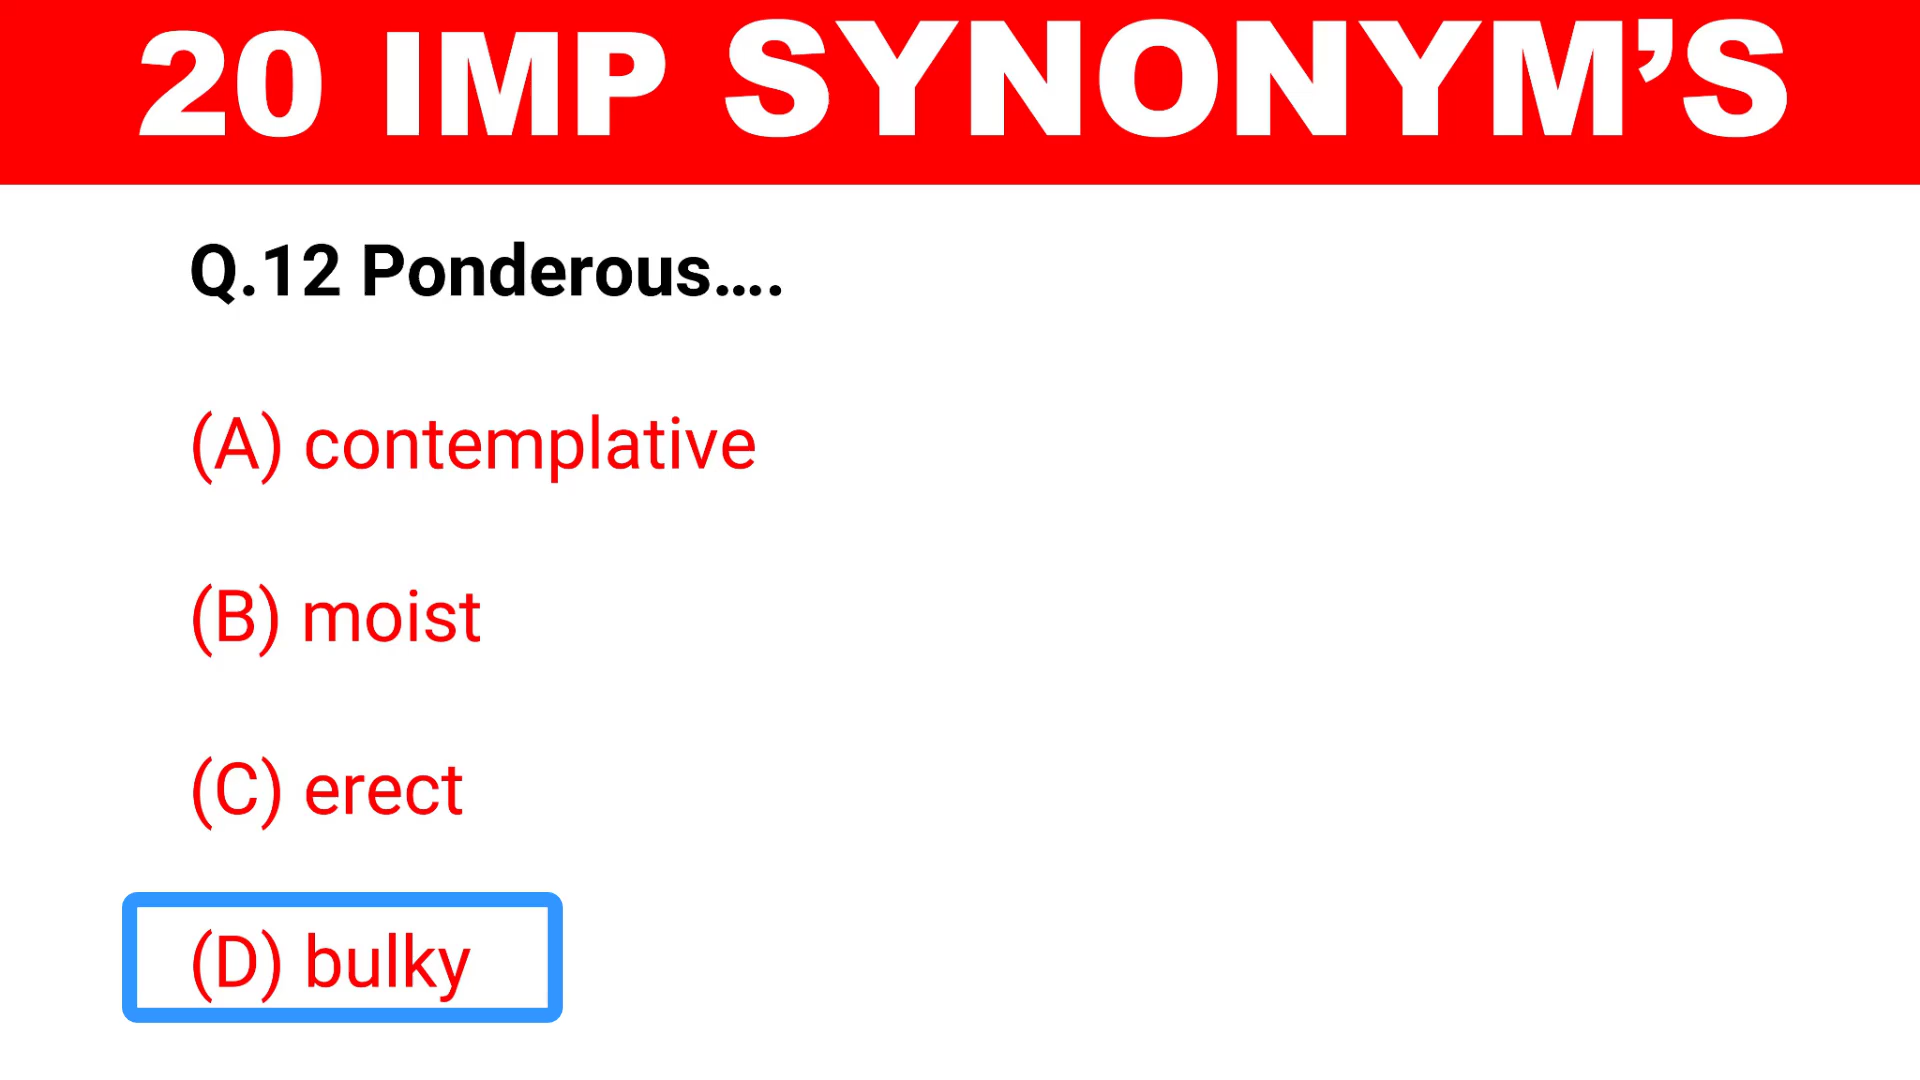 20 IMP SYNONYM’S
Q.12 Ponderous....
(A) contemplative
(B) moist
(C) erect
(D) bulky